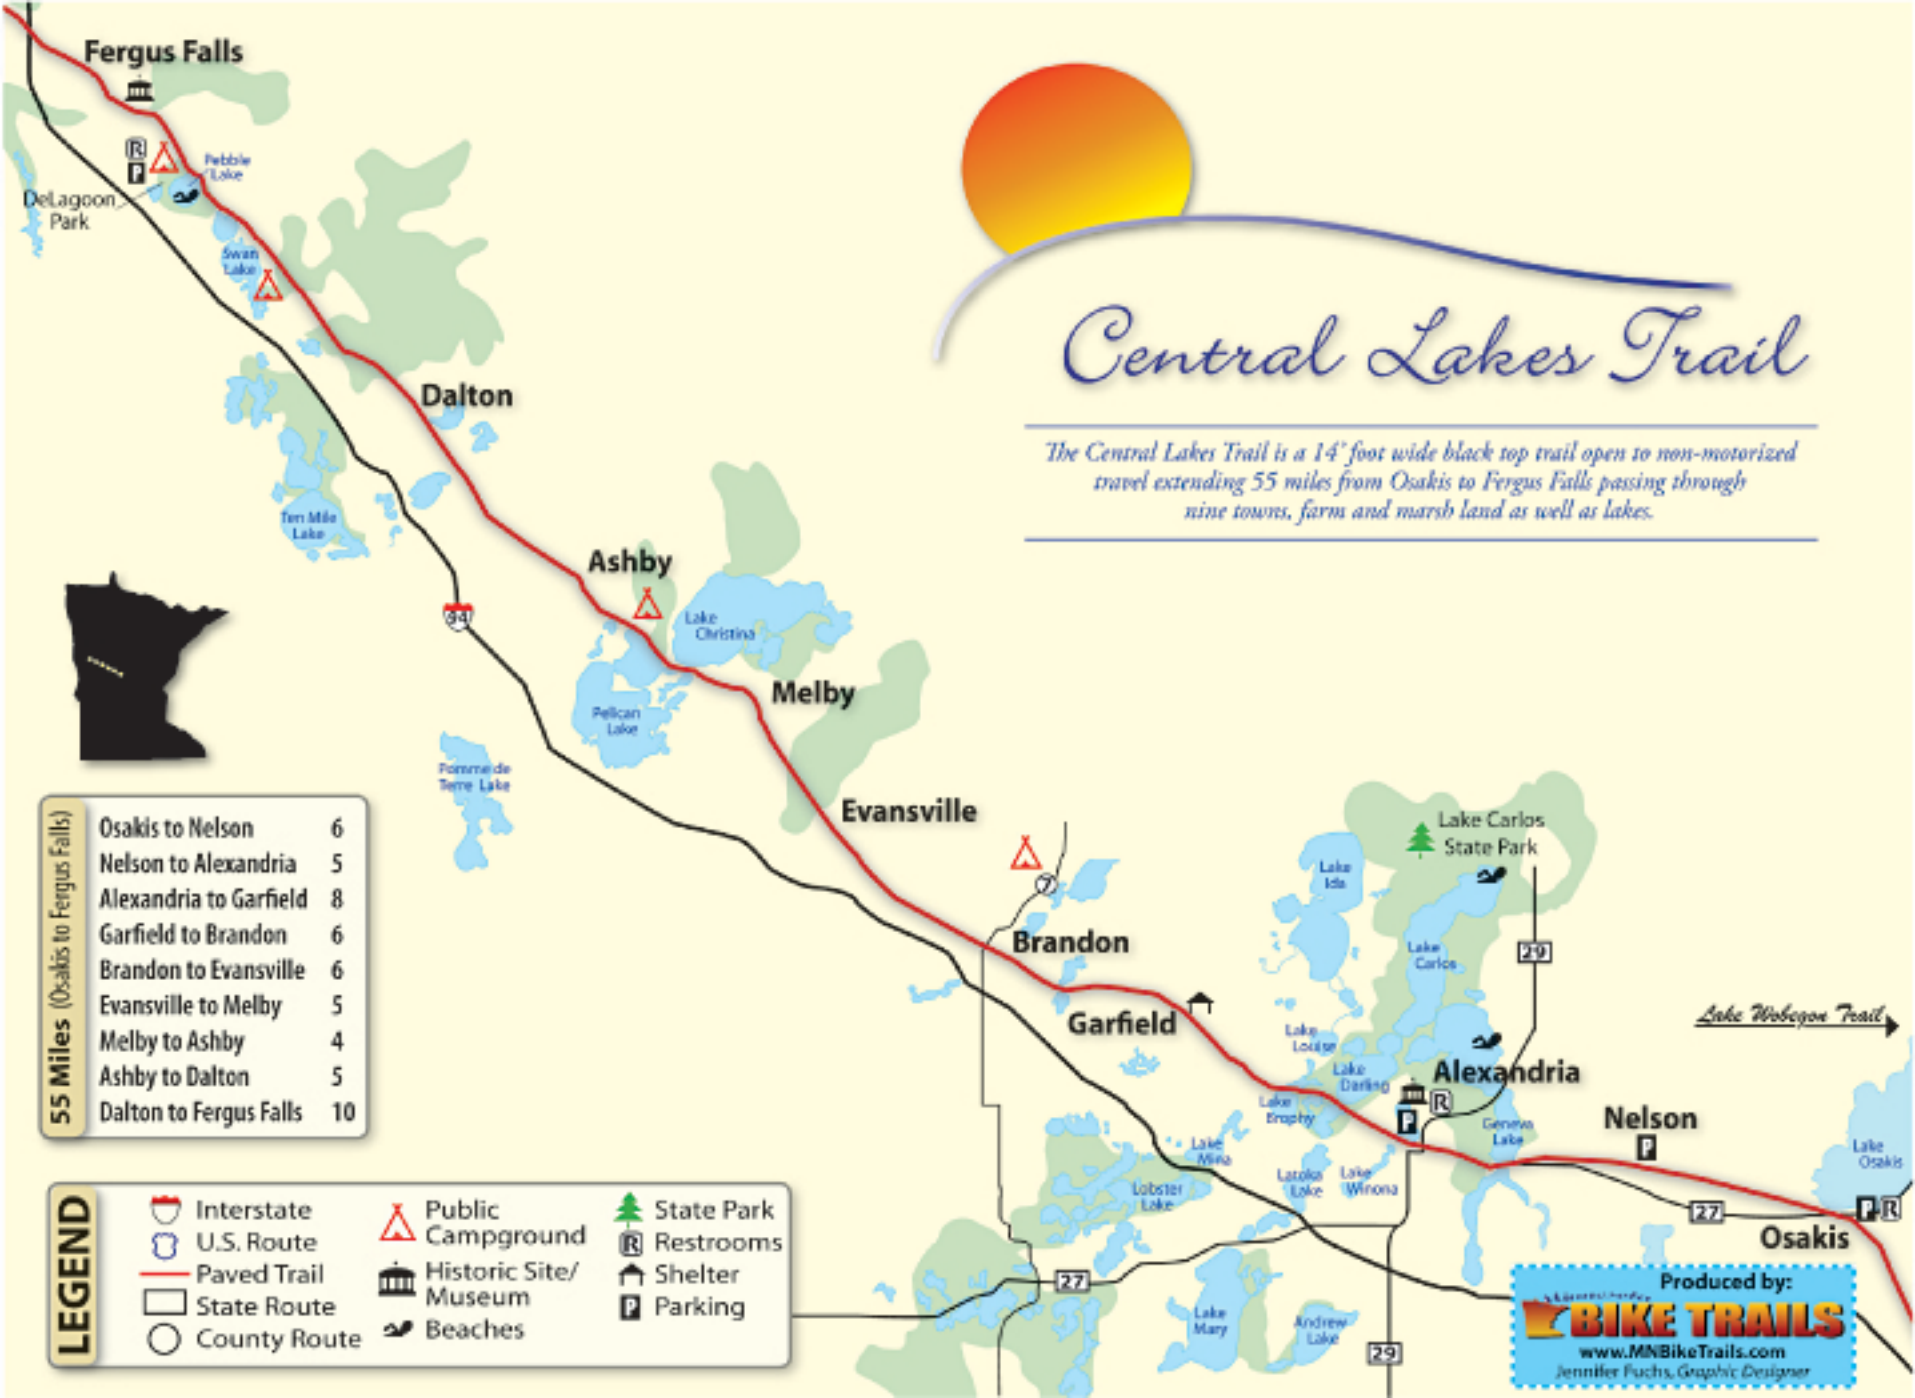 Fergus Falls
R
P
Pebble
Lake
DeLagoon
Park
Swan
Lake
Central Lakes Trail
Dalton
The Central Lakes Trail is a 14' foot wide black top trail open to non-motorized
travel extending 55 miles from Osakis to Fergus Falls passing through
nine towns, farm and marsh land as well as lakes.
Ten Mile
Lake
Ashby
94
Lake
Christina
Melby
Pelican
Lake
Pomme de
Terre Lake
Evansville
Lake Carlos
State Park
Lake
Ida
7
Brandon
Lake
Carlos
29
Garfield
Lake Wobegon Trail
Lake
Louise
Lake
Darling
Alexandria
R
P
Lake
Brophy
Geneva
Lake
Nelson
P
Lake
Osakis
Lake
Mina
Latoka
Lake
Lake
Winona
Lobster
Lake
27
P R
Osakis
27
Lake
Mary
Andrew
Lake
29
55 Miles (Osakis to Fergus Falls)
Osakis to Nelson 6
Nelson to Alexandria 5
Alexandria to Garfield 8
Garfield to Brandon 6
Brandon to Evansville 6
Evansville to Melby 5
Melby to Ashby 4
Ashby to Dalton 5
Dalton to Fergus Falls 10
LEGEND
Interstate
U.S. Route
Paved Trail
State Route
County Route
Public
Campground
Historic Site/
Museum
Beaches
State Park
R Restrooms
Shelter
P Parking
Produced by:
BIKE TRAILS
www.MNBikeTrails.com
Jennifer Fuchs, Graphic Designer